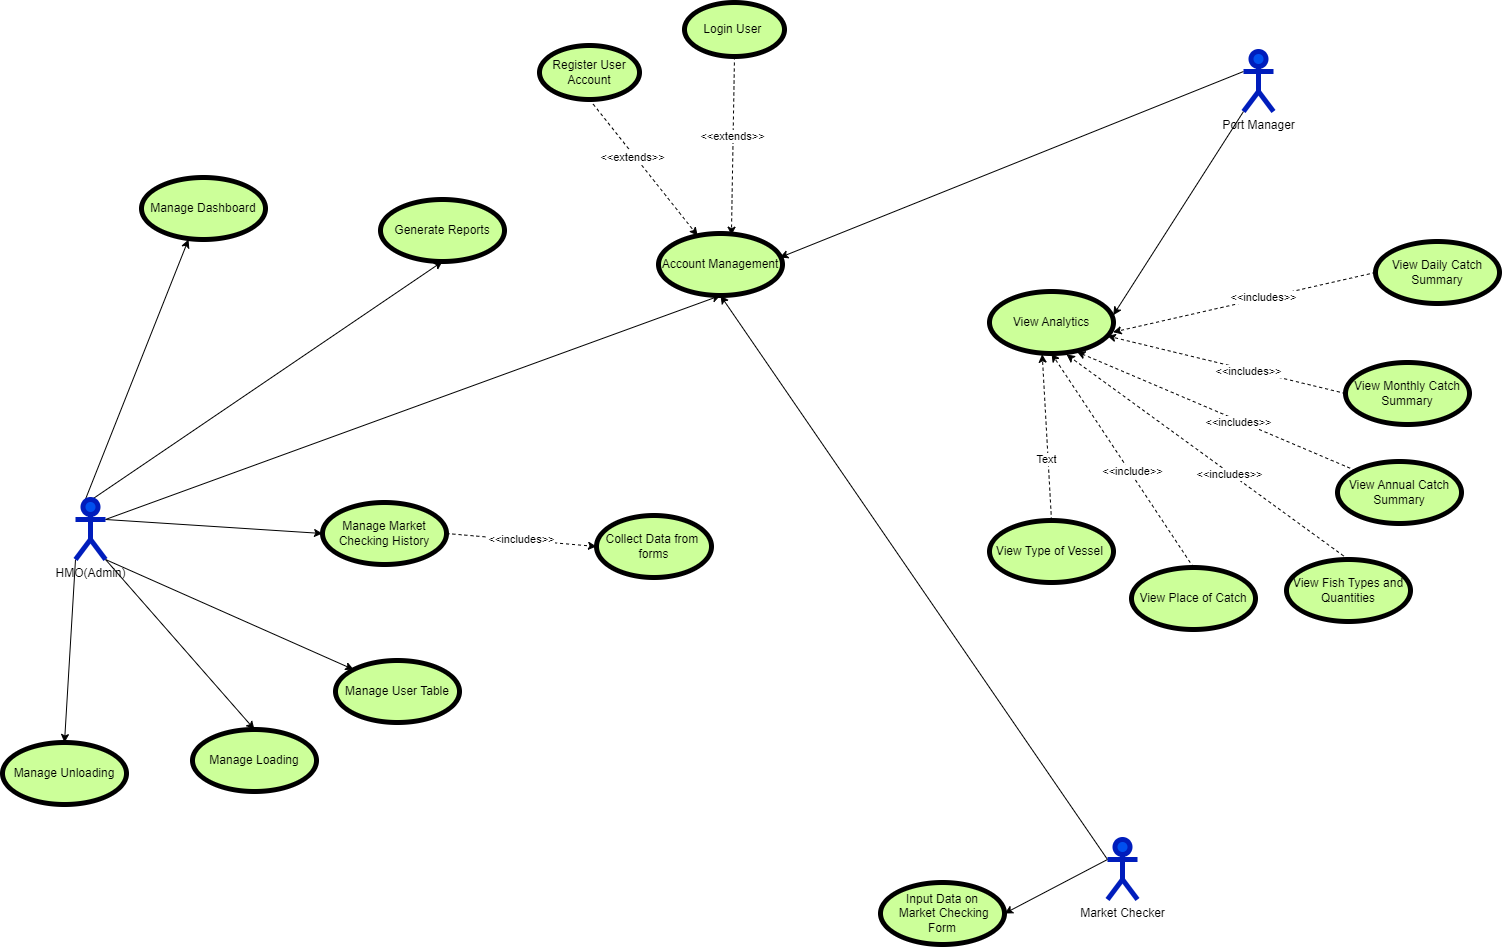 Login User
Register User
Account
<<extends>>
<<extends>>
Port Manager
Manage Dashboard
Generate Reports
Account Management
View Analytics
View Daily Catch
Summary
<<includes>>
<<includes>>
View Monthly Catch
Summary
<<includes>>
Text
<<include>>
<<includes>>
View Annual Catch
Summary
HMO(Admin)
Manage Market
Checking History
<<includes>>
Collect Data from
forms
View Type of Vessel
View Place of Catch
View Fish Types and
Quantities
Manage User Table
Manage Unloading
Manage Loading
Input Data on
Market Checking
Form
Market Checker